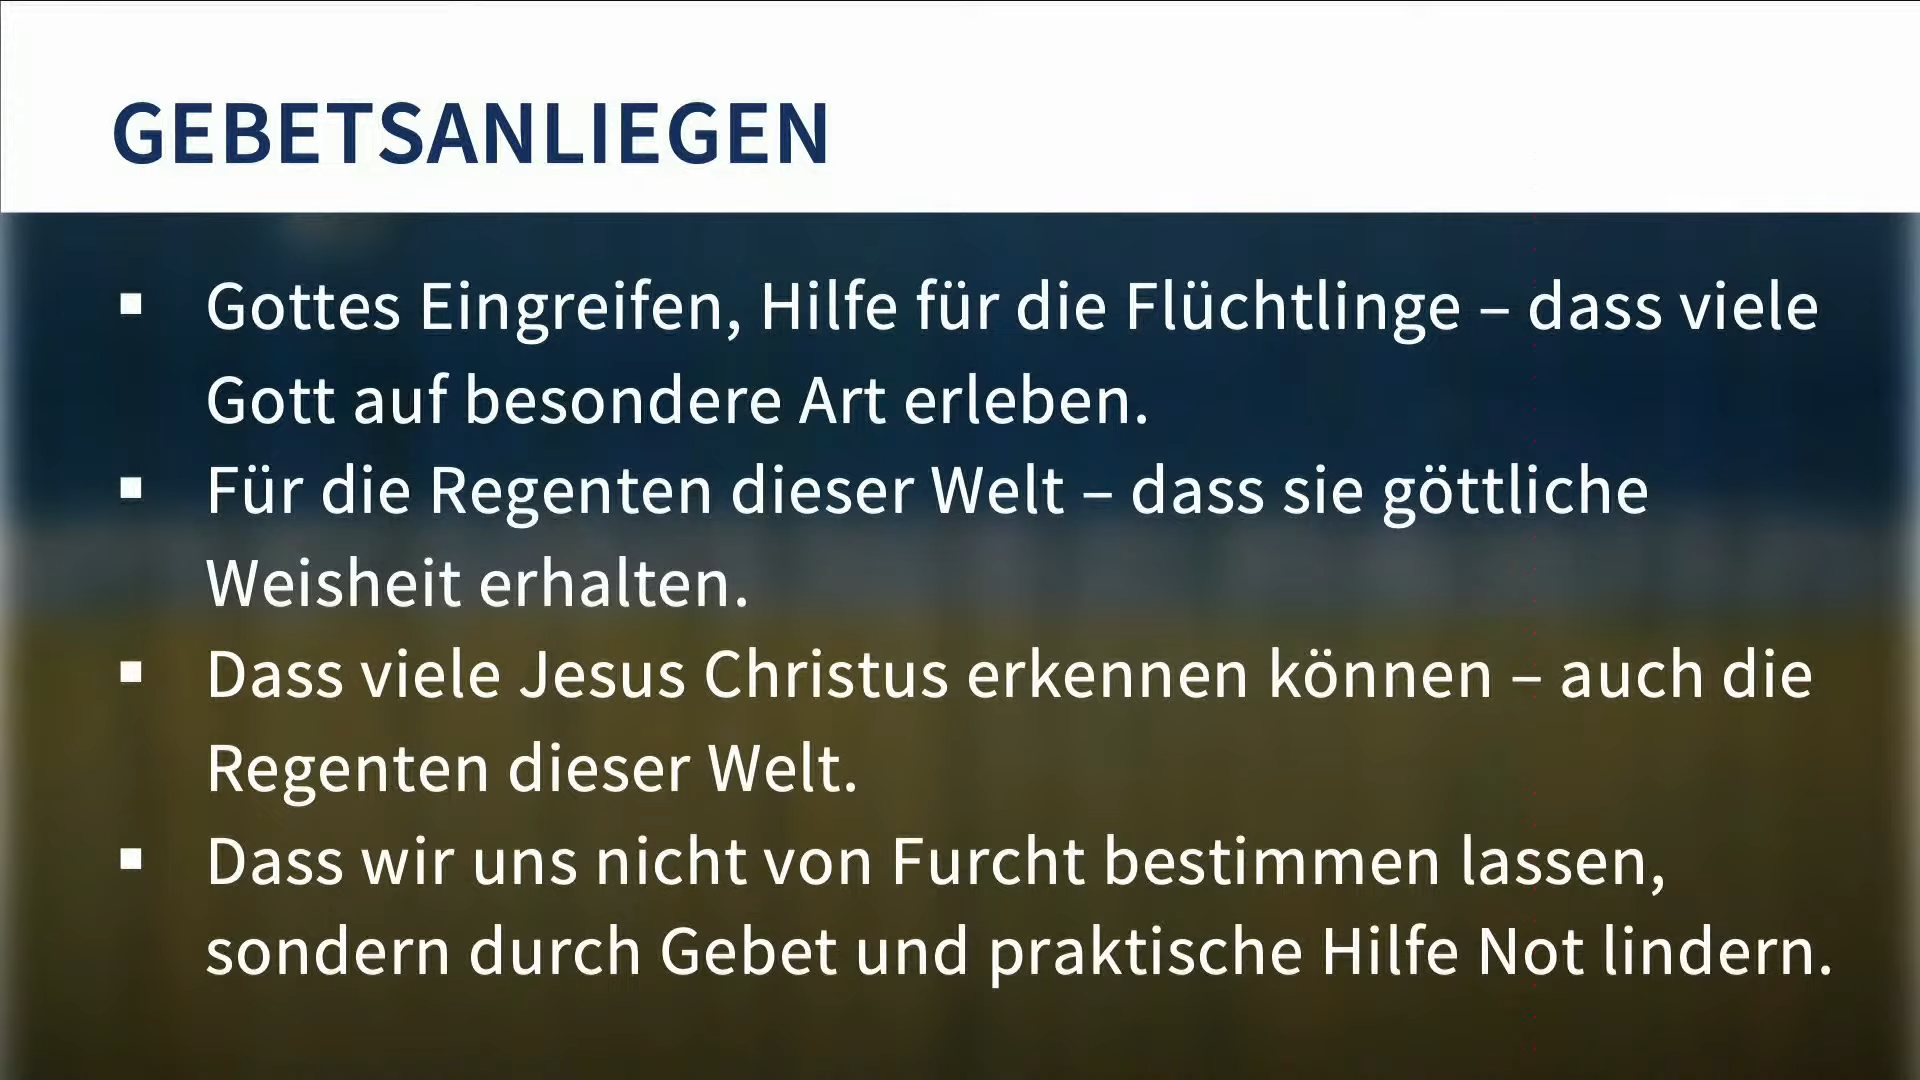 GEBETSANLIEGEN
▪ Gottes Eingreifen, Hilfe für die Flüchtlinge – dass viele
Gott auf besondere Art erleben.
▪ Für die Regenten dieser Welt – dass sie göttliche
Weisheit erhalten.
▪ Dass viele Jesus Christus erkennen können – auch die
Regenten dieser Welt.
▪ Dass wir uns nicht von Furcht bestimmen lassen,
sondern durch Gebet und praktische Hilfe Not lindern.